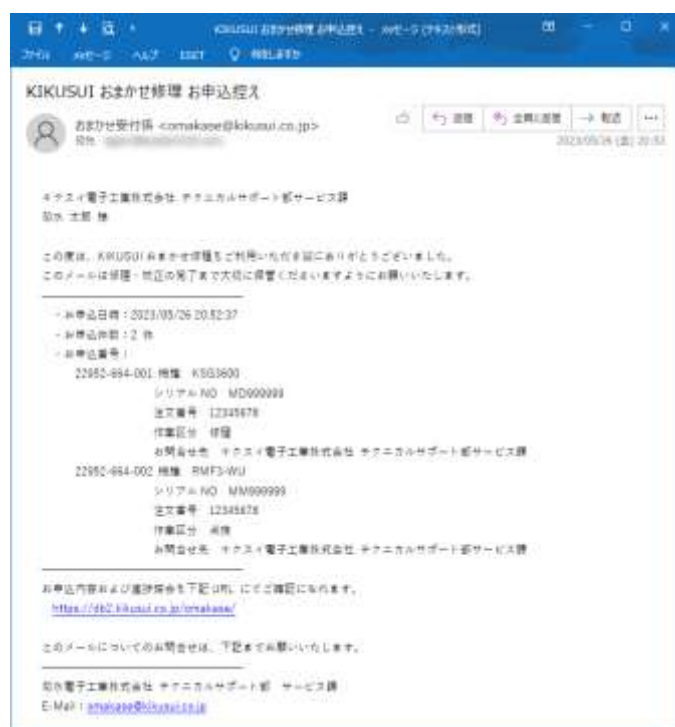 KIKUSUI おまかせ修理 お申込控え - メッセージ (テキスト形式)
ファイル メッセージ ヘルプ ESET
KIKUSUI おまかせ修理 お申込控え
おまかせ受付係 <omakase@kikusui.co.jp>
宛先
返信 全員に返信 → 転送 ...
2023/05/26 (金) 20:53
キクスイ電子工業株式会社 テクニカルサポート部サービス課
菊水 太郎 様
この度は、KIKUSUI おまかせ修理をご利用いただき誠にありがとうございました。
このメールは修理・校正の完了まで大切に保管くださいますようにお願いいたします。
・お申込日時：2023/05/26 20:52:37
・お申込件数：2 件
・お申込番号：
22952-664-001 機種
シリアル NO MD999999
注文番号 12345678
作業区分 修理
お問合せ先 キクスイ電子工業株式会社 テクニカルサポート部サービス課
22952-664-002 機種 RMF3-WU
シリアル NO MM999999
注文番号 12345678
作業区分 点検
お問合せ先 キクスイ電子工業株式会社 テクニカルサポート部サービス課
お申込内容および進捗照会を下記 URL にてご確認になれます。
https://db2.kikusui.co.jp/omakase/
このメールについてのお問合せは、下記までお願いいたします。
菊水電子工業株式会社 テクニカルサポート部 サービス課
E-Mail : omakase@kikusui.co.jp